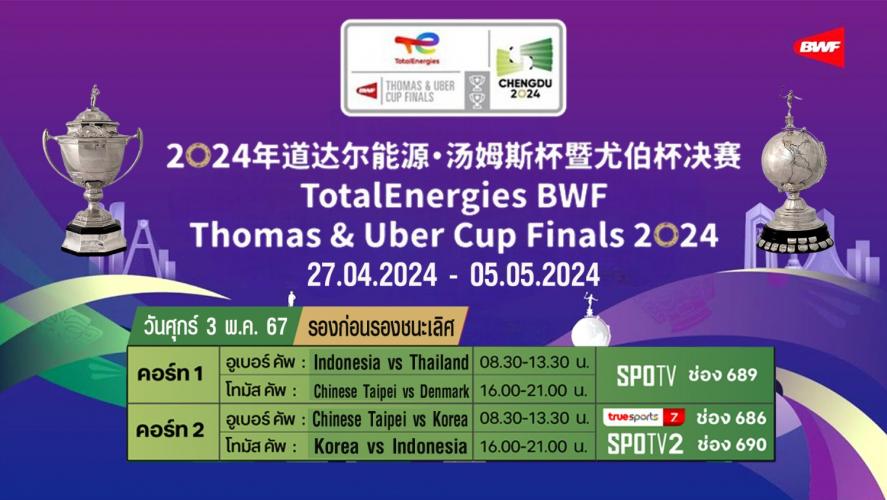 BWF
TotalEnergies
BWF THOMAS & UBER
CUP FINALS
CHENGDU
2024
2024年道达尔能源·汤姆斯杯暨尤伯杯决赛
TotalEnergies BWF
Thomas & Uber Cup Finals 2024
27.04.2024 - 05.05.2024
วันศุกร์ 3 พ.ค. 67 รองก่อนรองชนะเลิศ
คอร์ท 1
อูเบอร์ คัพ : Indonesia vs Thailand 08.30-13.30 น.
โทมัส คัพ : Chinese Taipei vs Denmark 16.00-21.00 น.
SPOTV ช่อง 689
คอร์ท 2
อูเบอร์ คัพ : Chinese Taipei vs Korea 08.30-13.30 น.
โทมัส คัพ : Korea vs Indonesia 16.00-21.00 น.
truesports 7 ช่อง 686
SPOTV2 ช่อง 690